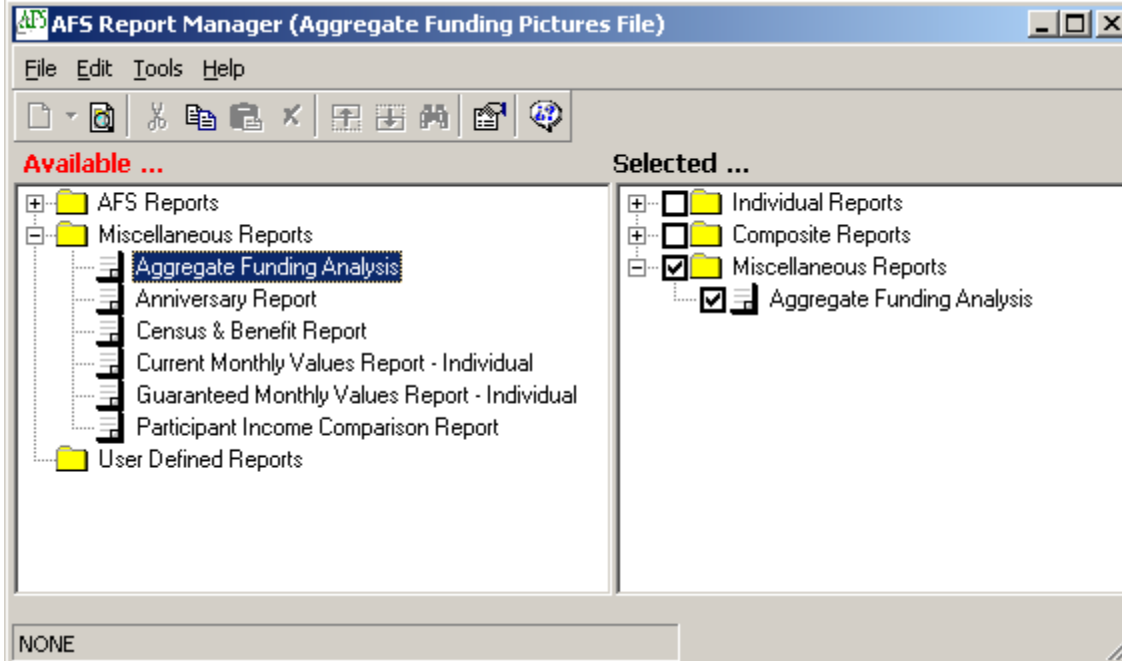 AFS AFS Report Manager (Aggregate Funding Pictures File)
File Edit Tools Help
Available ...
Selected ...
AFS Reports
Miscellaneous Reports
Aggregate Funding Analysis
Anniversary Report
Census & Benefit Report
Current Monthly Values Report - Individual
Guaranteed Monthly Values Report - Individual
Participant Income Comparison Report
User Defined Reports
Individual Reports
Composite Reports
Miscellaneous Reports
Aggregate Funding Analysis
NONE